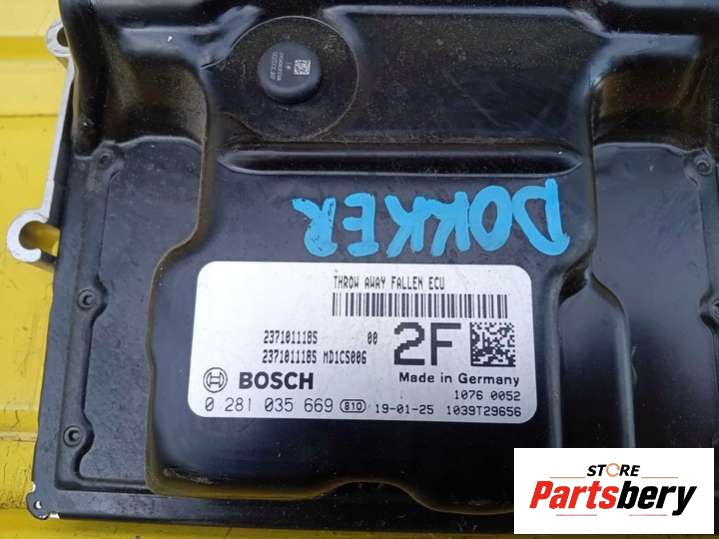 DOKKER
THROW AWAY FALLEN ECU
237101118S 00
237101118S MD1CS006
2F
BOSCH
Made in Germany
1076 0052
0 281 035 669 810 19-01-25 1039T29656
STORE
Partsbery